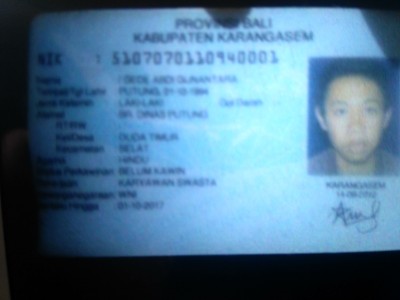 PROVINSI BALI
KABUPATEN KARANGASEM
NIK : 5107070110940001
Nama : I GEDE ABDI GUNANTARA
Tempat/Tgl Lahir : PUTUNG, 01-10-1994
Jenis Kelamin : LAKI-LAKI Gol Darah
Alamat : BR. DINAS PUTUNG
RT/RW
Kel/Desa : DUDA TIMUR
Kecamatan : SELAT
Agama : HINDU
Status Perkawinan : BELUM KAWIN
Pekerjaan : KARYAWAN SWASTA
Kewarganegaraan : WNI
Berlaku Hingga : 01-10-2017
KARANGASEM